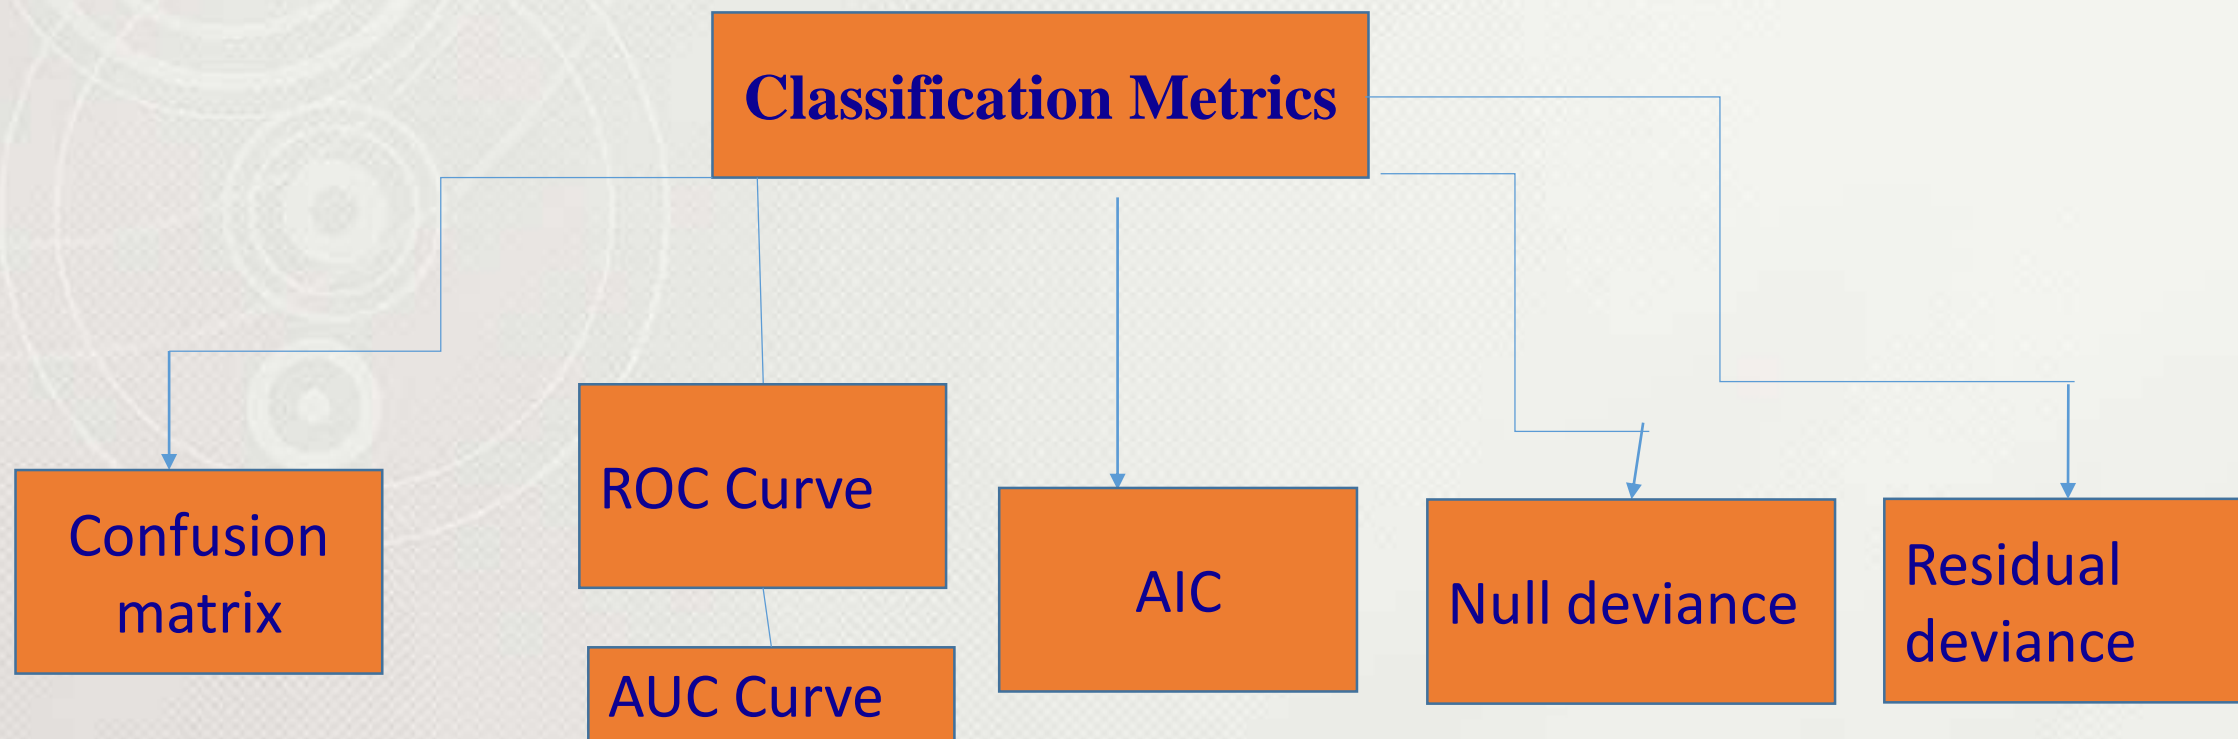 Classification Metrics
Confusion
matrix
ROC Curve
AUC Curve
AIC
Null deviance
Residual
deviance